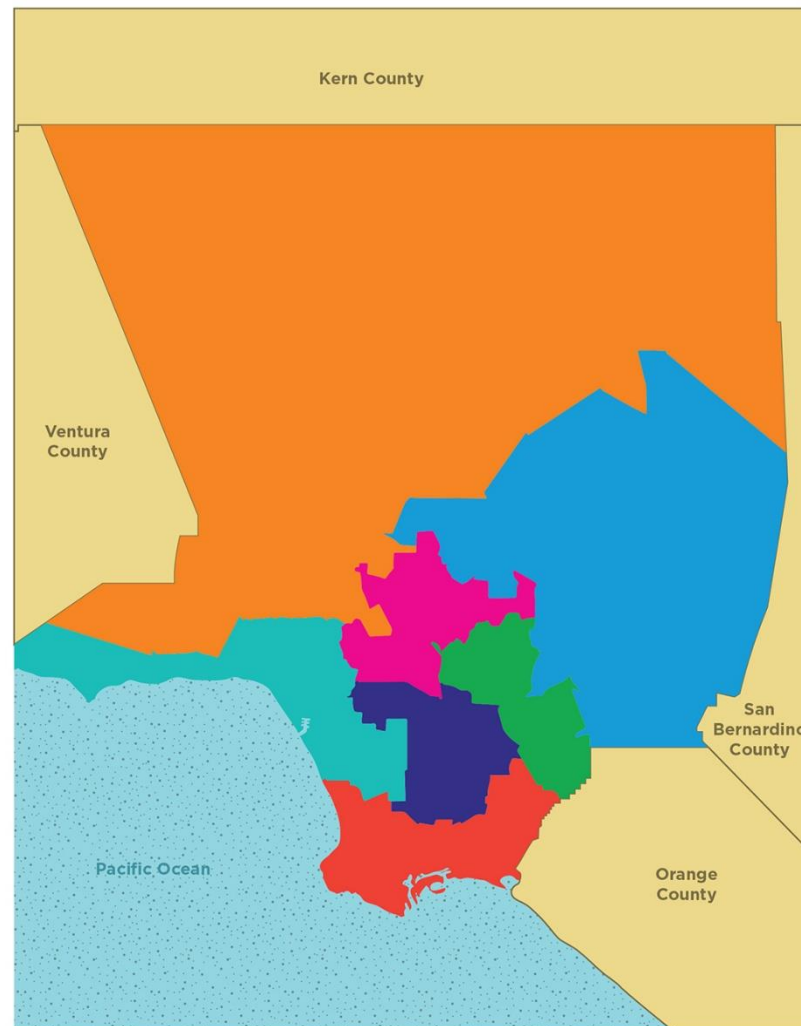 Kern County
Ventura
County
San
Bernardino
County
Pacific Ocean
Orange
County